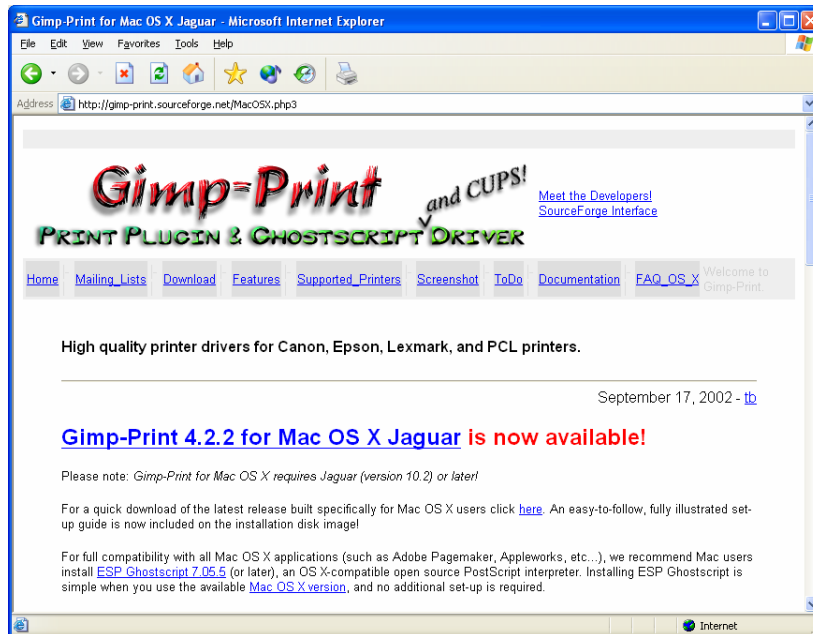 Gimp-Print for Mac OS X Jaguar - Microsoft Internet Explorer
File Edit View Favorites Tools Help
Address http://gimp-print.sourceforge.net/MacOSX.php3
Gimp-Print and CUPS!
PRINT PLUGIN & GHOSTSCRIPT DRIVER
Meet the Developers!
SourceForge Interface
Home Mailing_Lists Download Features Supported_Printers Screenshot ToDo Documentation FAQ_OS_X Welcome to
Gimp-Print.
High quality printer drivers for Canon, Epson, Lexmark, and PCL printers.
September 17, 2002 - tb
Gimp-Print 4.2.2 for Mac OS X Jaguar is now available!
Please note: Gimp-Print for Mac OS X requires Jaguar (version 10.2) or later!
For a quick download of the latest release built specifically for Mac OS X users click here. An easy-to-follow, fully illustrated set-
up guide is now included on the installation disk image!
For full compatibility with all Mac OS X applications (such as Adobe Pagemaker, Appleworks, etc...), we recommend Mac users
install ESP Ghostscript 7.05.5 (or later), an OS X-compatible open source PostScript interpreter. Installing ESP Ghostscript is
simple when you use the available Mac OS X version, and no additional set-up is required.
Internet